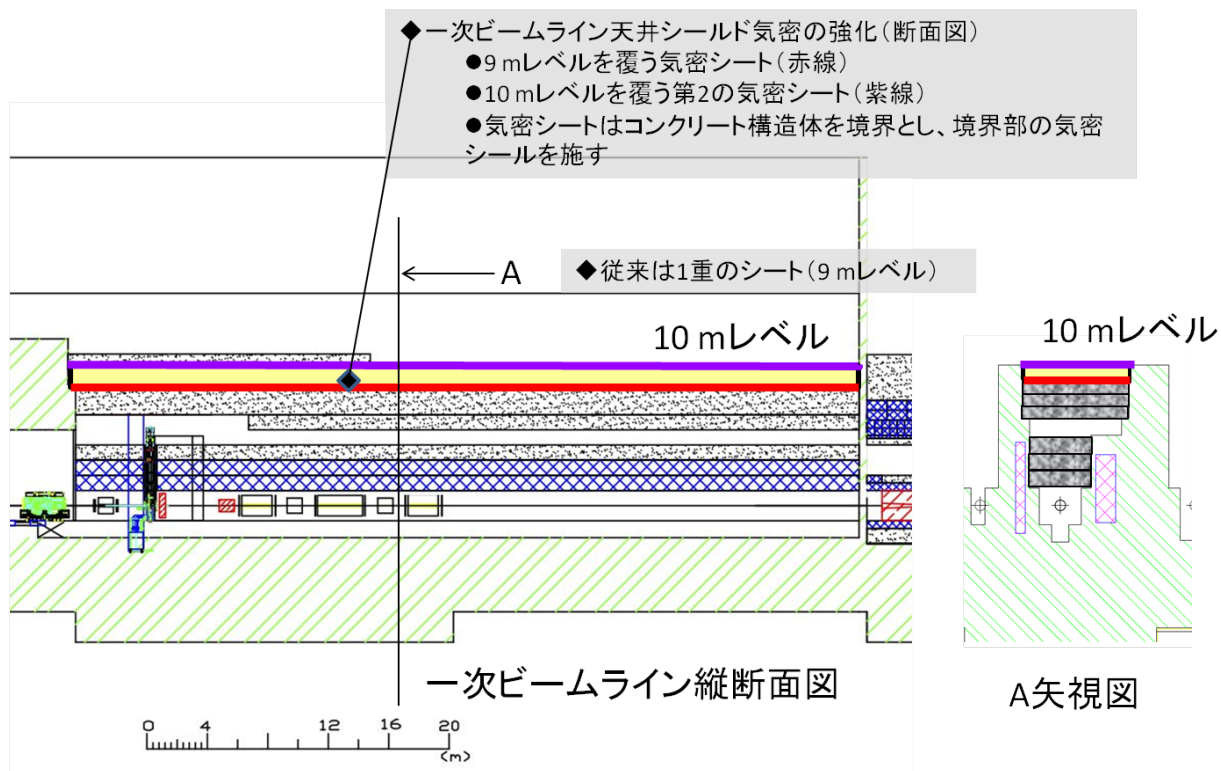 ◆一次ビームライン天井シールド気密の強化（断面図）
●9 mレベルを覆う気密シート（赤線）
●10 mレベルを覆う第2の気密シート（紫線）
●気密シートはコンクリート構造体を境界とし、境界部の気密
シールを施す
A
◆従来は1重のシート（9 mレベル）
10 mレベル
10 mレベル
一次ビームライン縦断面図
A矢視図
0 4 12 16 20
(m)